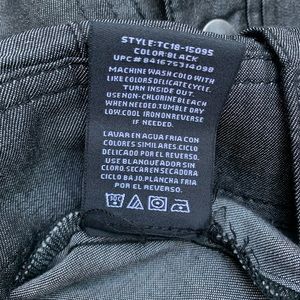 STYLE:TC18-15095
COLOR:BLACK
UPC# 841675314098
MACHINE WASH COLD WITH
LIKE COLORS DELICATE CYCLE.
TURN INSIDE OUT.
USE NON-CHLORINE BLEACH
WHEN NEEDED.TUMBLE DRY
LOW.COOL IRON ON REVERSE
IF NEEDED.
LAVAR EN AGUA FRIA CON
COLORES SIMILARES.CICLO
DELICADO POR EL REVERSO.
USE BLANQUEADOR SIN
CLORO.SECAR EN SECADORA
CICLO BAJO.PLANCHA FRIA
POR EL REVERSO.